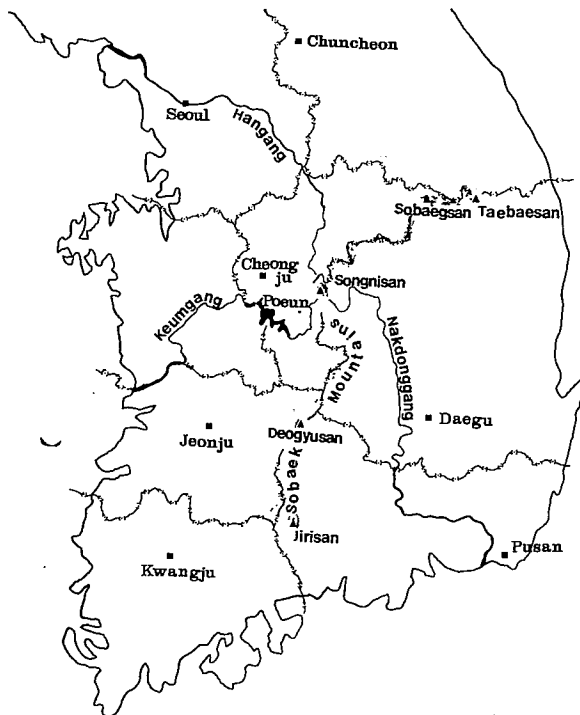 Chuncheon
Seoul
Hangang
Sobaegsan Taebaesan
Cheong
ju
Songnisan
Poeun
Keumgang
sula
Mounta
Nakdonggang
Daegu
Jeonju
Deogyusan
Sobaek
Jirisan
Pusan
Kwangju